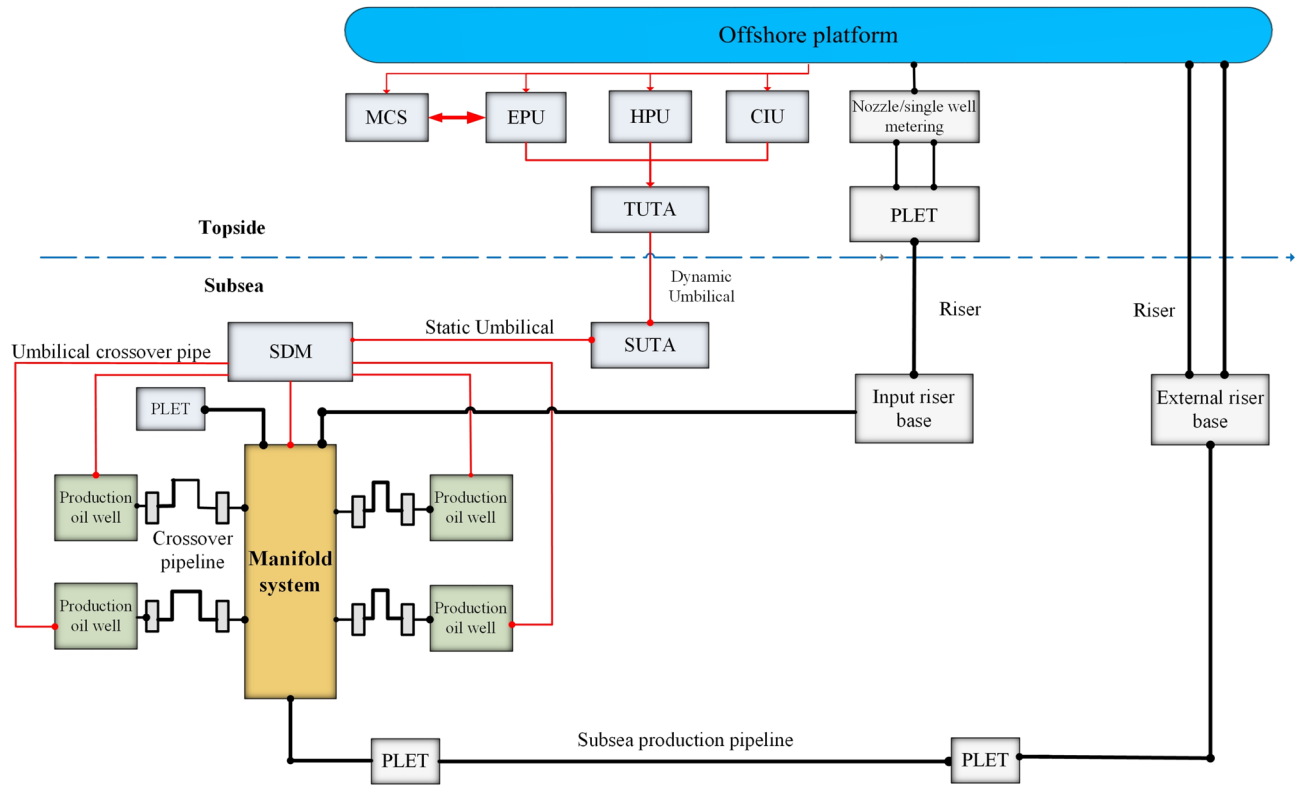 Offshore platform
MCS
EPU
HPU
CIU
Nozzle/single well
metering
TUTA
PLET
Topside
Subsea
Dynamic
Umbilical
Riser
Riser
Static Umbilical
SDM
SUTA
Umbilical crossover pipe
PLET
Input riser
base
External riser
base
Production
oil well
Production
oil well
Crossover
pipeline
Manifold
system
Production
oil well
Production
oil well
Subsea production pipeline
PLET
PLET